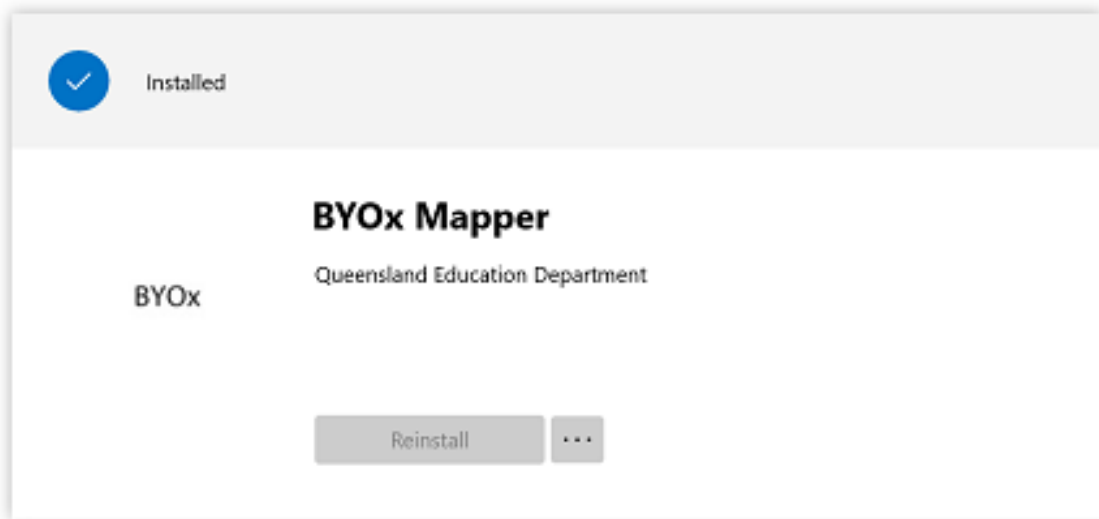 Installed
BYOx Mapper
Queensland Education Department
BYOx
Reinstall
...